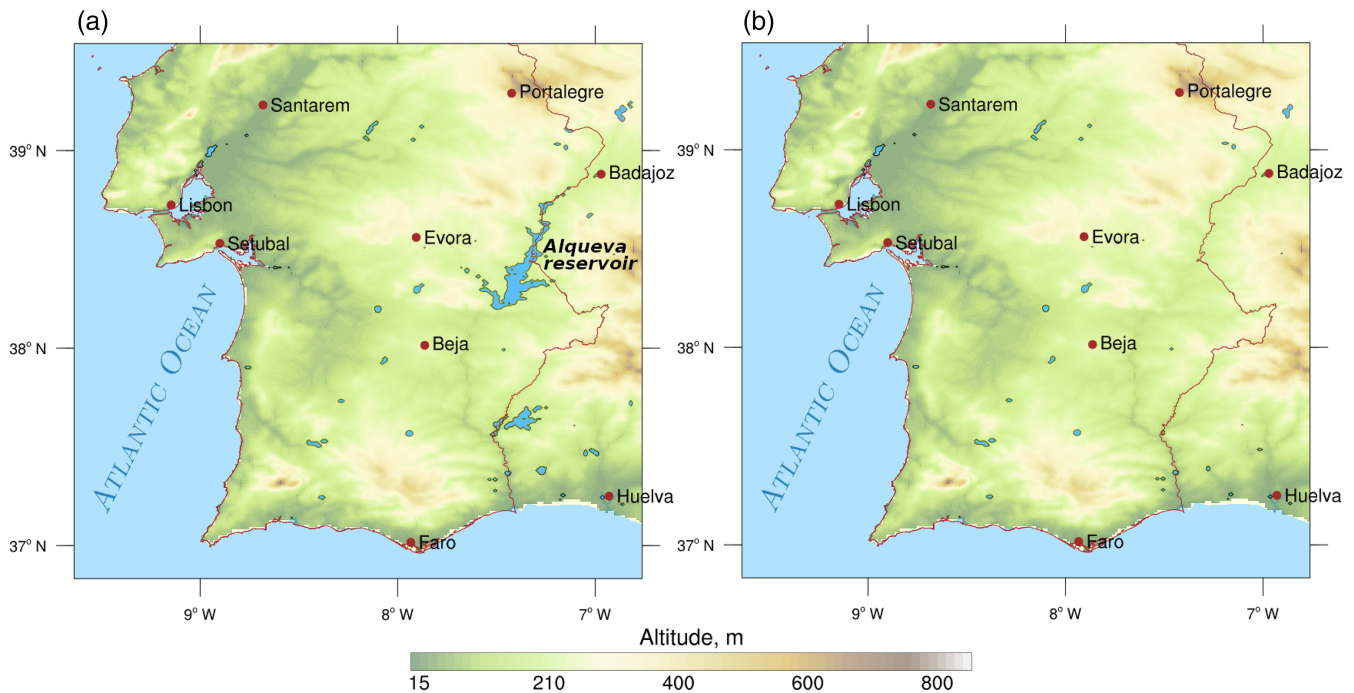 (a)
Santarem
Portalegre
39° N
Badajoz
Lisbon
Setubal
Evora
Alqueva
reservoir
ATLANTIC OCEAN
38° N
Beja
Huelva
37° N
Faro
9° W
8° W
7° W
(b)
Santarem
Portalegre
39° N
Badajoz
Lisbon
Setubal
Evora
ATLANTIC OCEAN
38° N
Beja
Huelva
37° N
Faro
9° W
8° W
7° W
Altitude, m
15 210 400 600 800